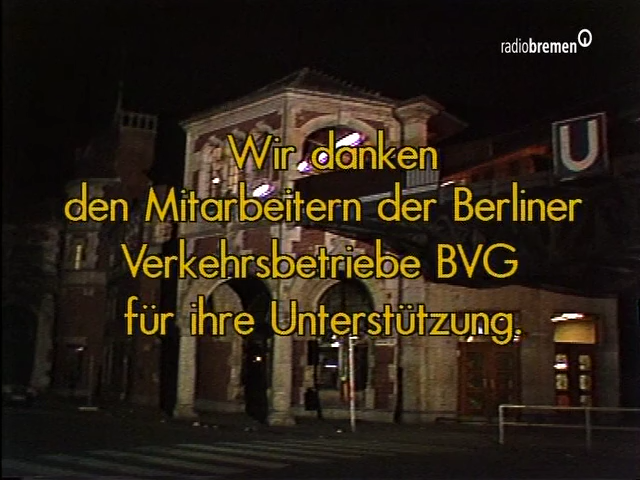 radiobremen
Wir danken
den Mitarbeitern der Berliner
Verkehrsbetriebe BVG
für ihre Unterstützung.
U